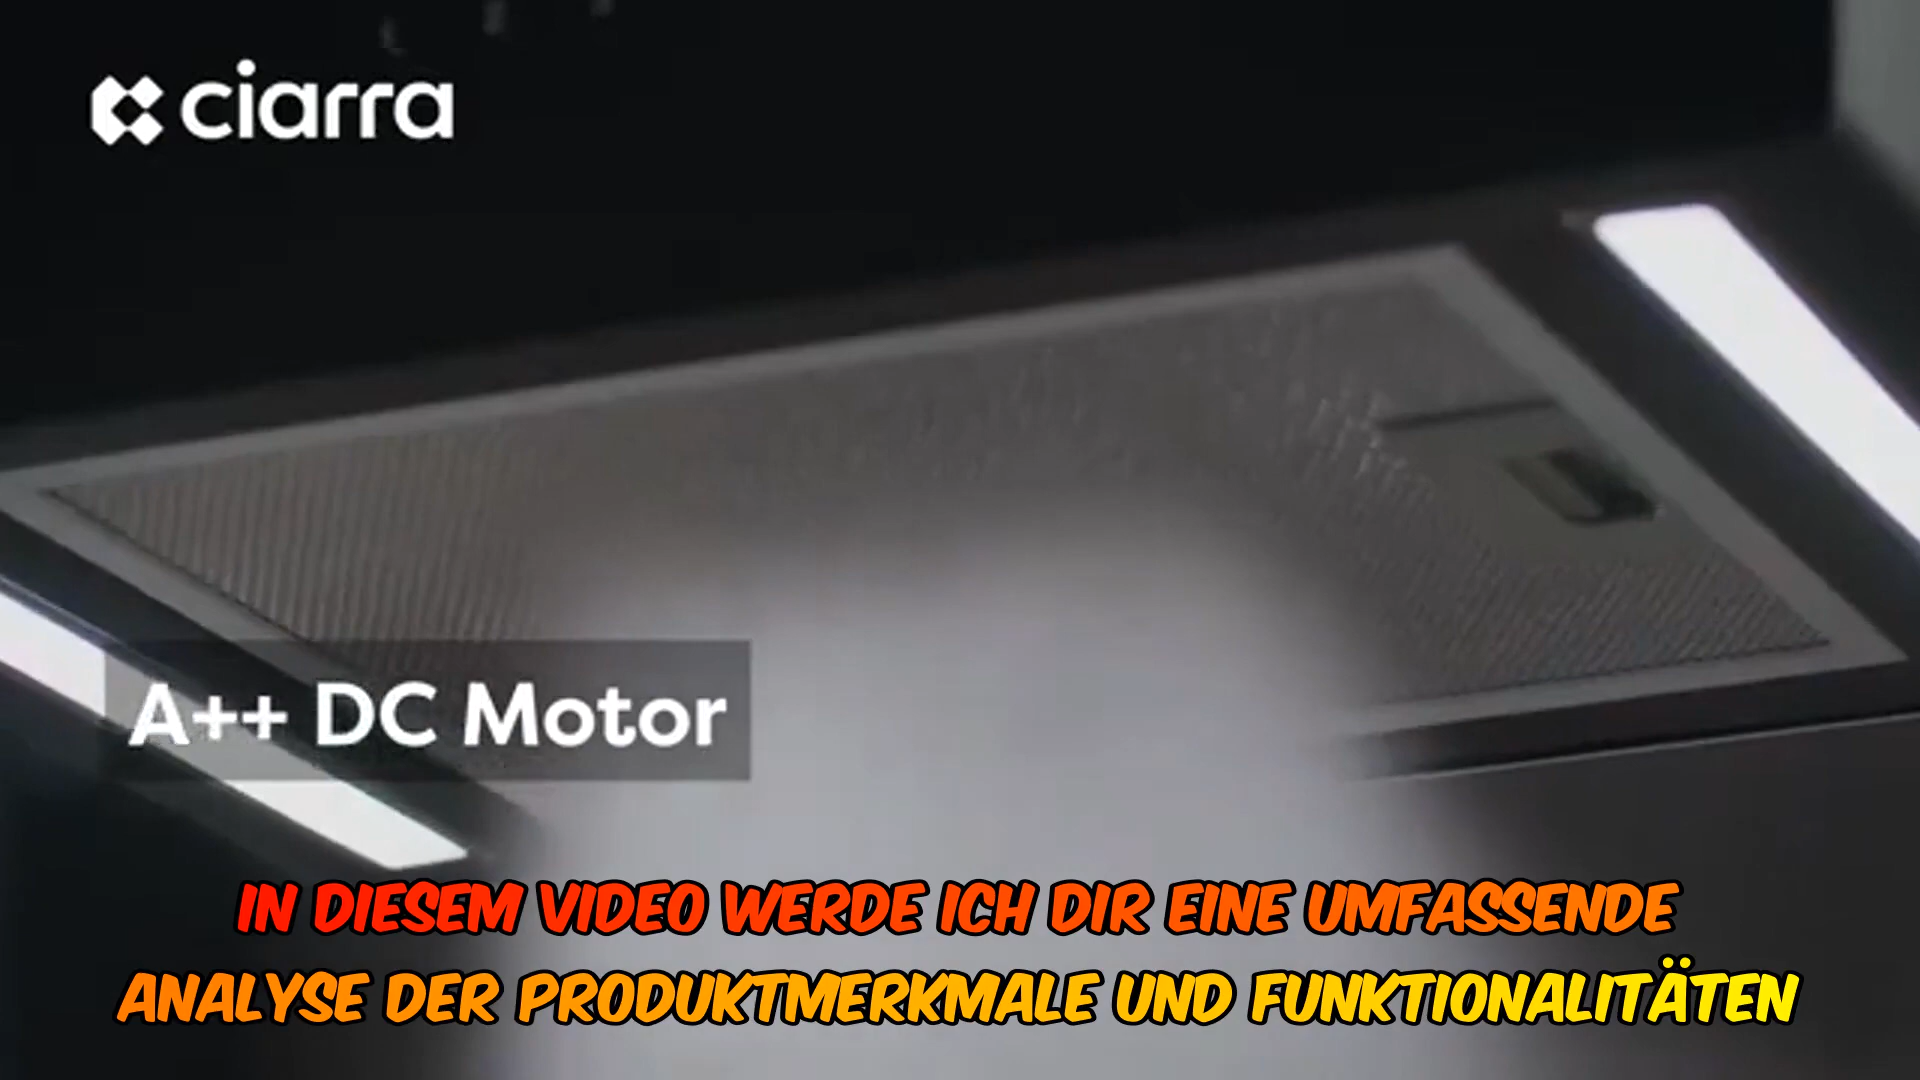 ciarra
A++ DC Motor
IN DIESEM VIDEO WERDE ICH DIR EINE UMFASSENDE
ANALYSE DER PRODUKTMERKMALE UND FUNKTIONALITÄTEN